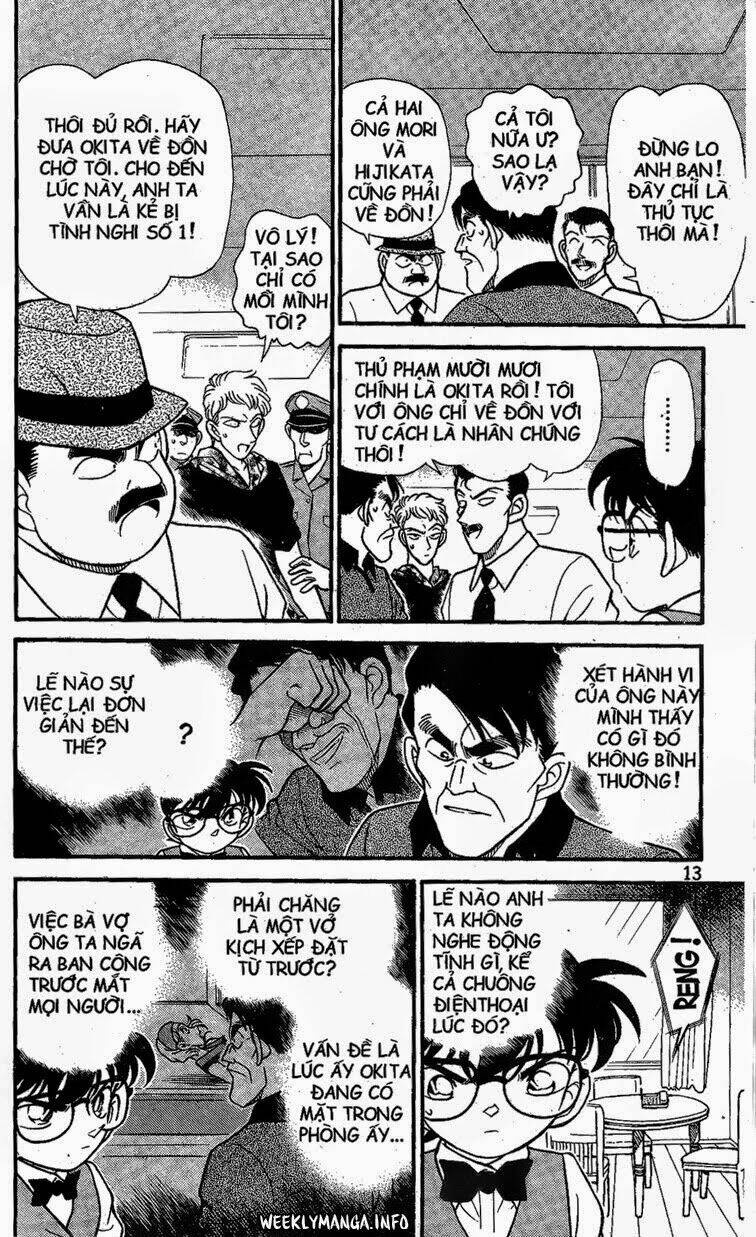 THÔI ĐỦ RỒI. HÃY
ĐƯA OKITA VỀ ĐỒN
CHỜ TÔI. CHO ĐẾN
LÚC NÀY, ANH TA
VẪN LÀ KẺ BỊ
TÌNH NGHI SỐ 1!
VÔ LÝ!
TẠI SAO
CHỈ CÓ
MỖI MÌNH
TÔI?
CẢ HAI
ÔNG MORI
VÀ
HIJIKATA
CŨNG PHẢI
VỀ ĐỒN!
CẢ TÔI
NỮA Ư?
SAO LẠ
VẬY?
ĐỪNG LO
ANH BẠN!
ĐÂY CHỈ LÀ
THỦ TỤC
THÔI MÀ!
THỦ PHẠM MƯỜI MƯƠI
CHÍNH LÀ OKITA RỒI! TÔI
VỚI ÔNG CHỈ VỀ ĐỒN VỚI
TƯ CÁCH LÀ NHÂN CHỨNG
THÔI!
.........
LẼ NÀO SỰ
VIỆC LẠI ĐƠN
GIẢN ĐẾN
THẾ?
?
XÉT HÀNH VI
CỦA ÔNG NÀY
MÌNH THẤY
CÓ GÌ ĐÓ
KHÔNG BÌNH
THƯỜNG!
13
VIỆC BÀ VỢ
ÔNG TA NGÃ
RA BAN CÔNG
TRƯỚC MẮT
MỌI NGƯỜI...
PHẢI CHĂNG
LÀ MỘT VỞ
KỊCH XẾP ĐẶT
TỪ TRƯỚC?
VẤN ĐỀ LÀ
LÚC ẤY OKITA
ĐANG CÓ
MẶT TRONG
PHÒNG ẤY...
LẼ NÀO ANH
TA KHÔNG
NGHE ĐỘNG
TĨNH GÌ, KỂ
CẢ CHUÔNG
ĐIỆNTHOẠI
LÚC ĐÓ?
RENG!
WEEKLYMANGA.INFO